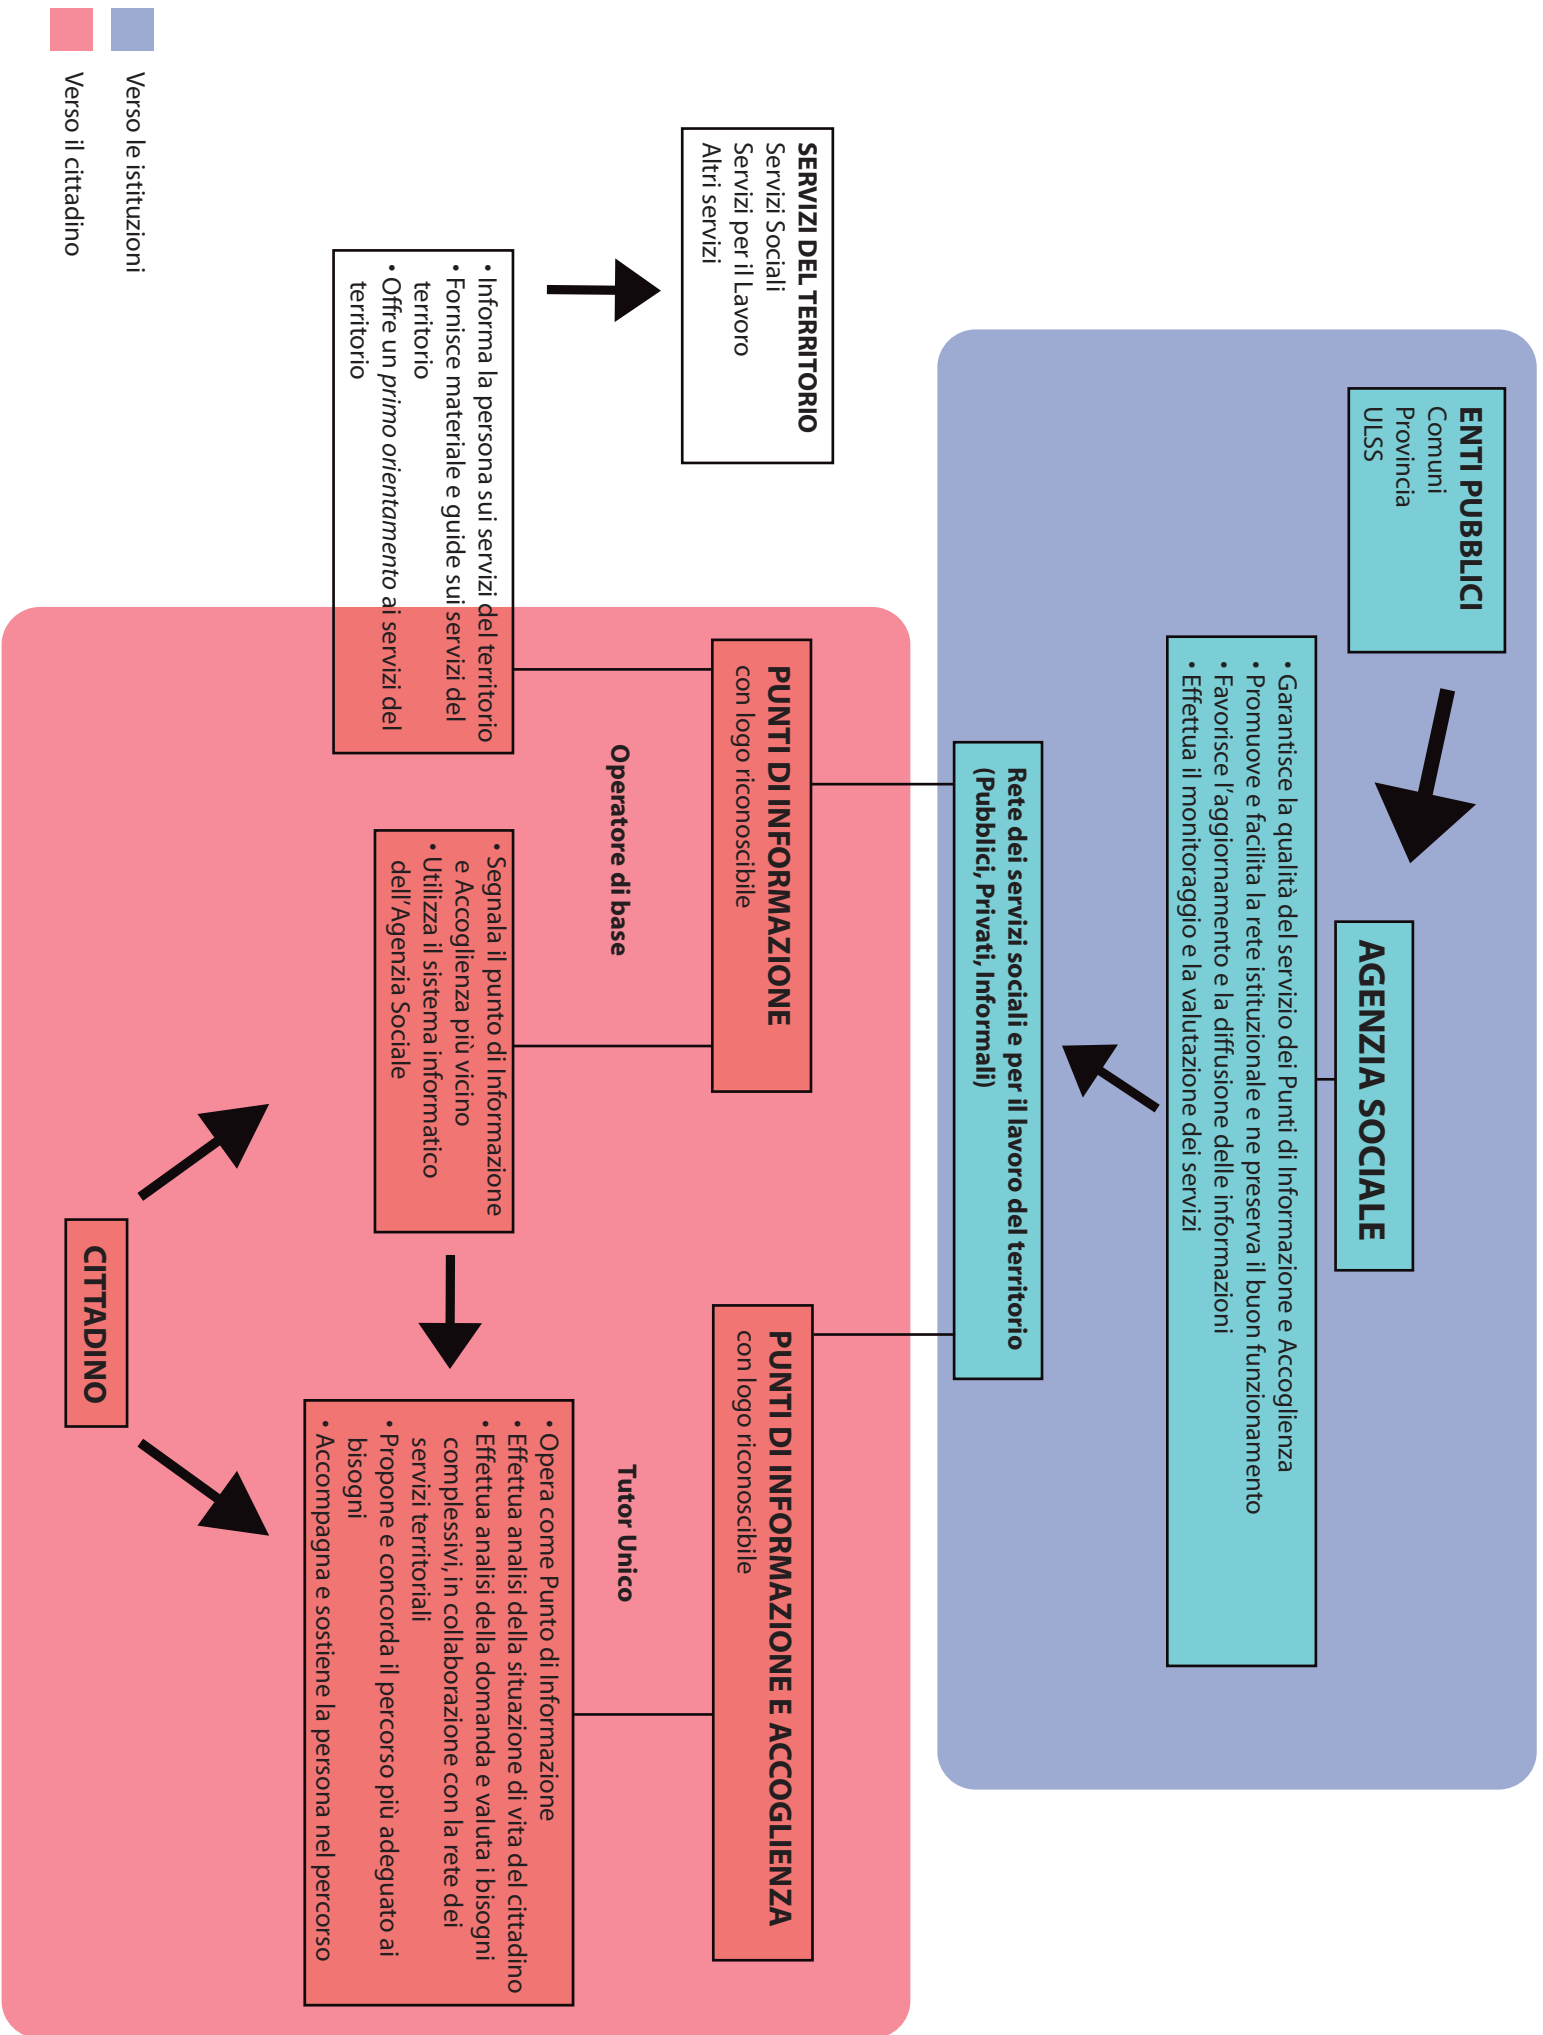 ENTI PUBBLICI
Comuni
Provincia
ULSS
AGENZIA SOCIALE
• Garantisce la qualità del servizio dei Punti di Informazione e Accoglienza
• Promuove e facilita la rete istituzionale e ne preserva il buon funzionamento
• Favorisce l'aggiornamento e la diffusione delle informazioni
• Effettua il monitoraggio e la valutazione dei servizi
Rete dei servizi sociali e per il lavoro del territorio
(Pubblici, Privati, Informali)
SERVIZI DEL TERRITORIO
Servizi Sociali
Servizi per il Lavoro
Altri servizi
PUNTI DI INFORMAZIONE
con logo riconoscibile
PUNTI DI INFORMAZIONE E ACCOGLIENZA
con logo riconoscibile
Operatore di base
Tutor Unico
• Informa la persona sui servizi del territorio
• Fornisce materiale e guide sui servizi del
territorio
• Offre un primo orientamento ai servizi del
territorio
• Segnala il punto di Informazione
e Accoglienza più vicino
• Utilizza il sistema informatico
dell'Agenzia Sociale
• Opera come Punto di Informazione
• Effettua analisi della situazione di vita del cittadino
• Effettua analisi della domanda e valuta i bisogni
complessivi, in collaborazione con la rete dei
servizi territoriali
• Propone e concorda il percorso più adeguato ai
bisogni
• Accompagna e sostiene la persona nel percorso
CITTADINO
Verso le istituzioni
Verso il cittadino